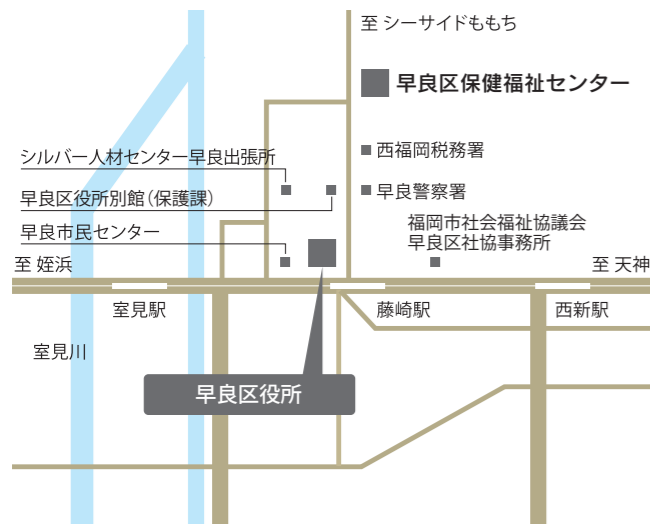 至 シーサイドももち
早良区保健福祉センター
西福岡税務署
シルバー人材センター早良出張所
早良区役所別館(保護課)
早良警察署
早良市民センター
福岡市社会福祉協議会
早良区社協事務所
至 姪浜
至 天神
室見駅
藤崎駅
西新駅
室見川
早良区役所